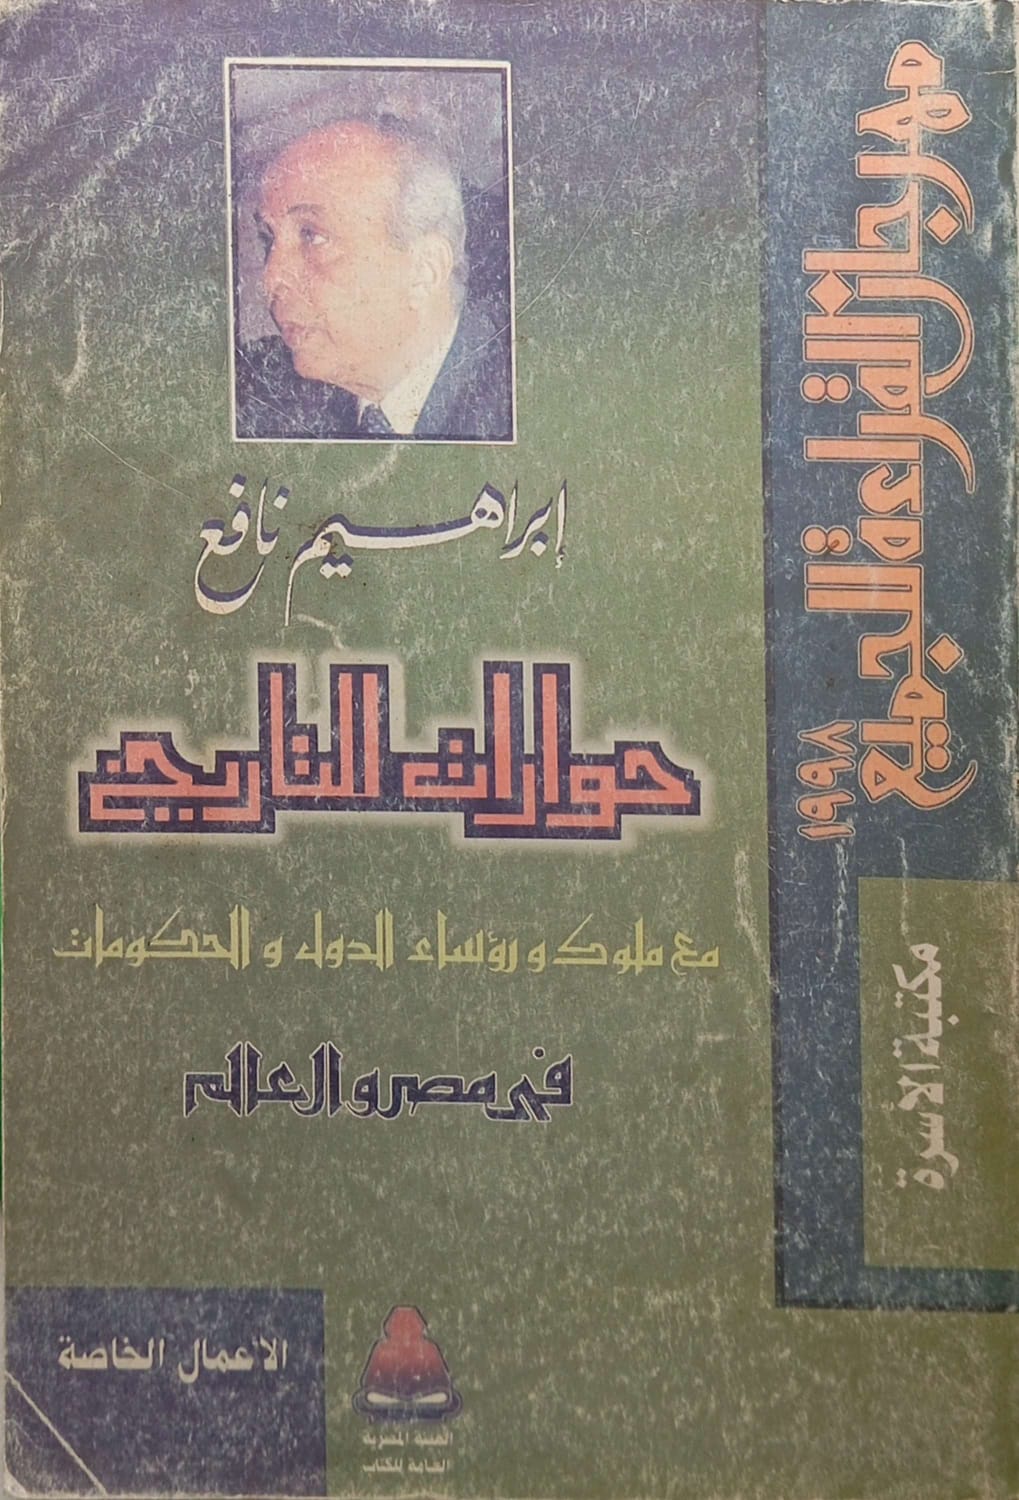 مهرجان القراءة للجميع
١٩٩٨
مكتبة الأسرة
إبراهيم نافع
حوارات التاريخ
مع ملوك و رؤساء الدول و الحكومات
فى مصر و العالم
الأعمال الخاصة
الهيئة المصرية
العامة للكتاب